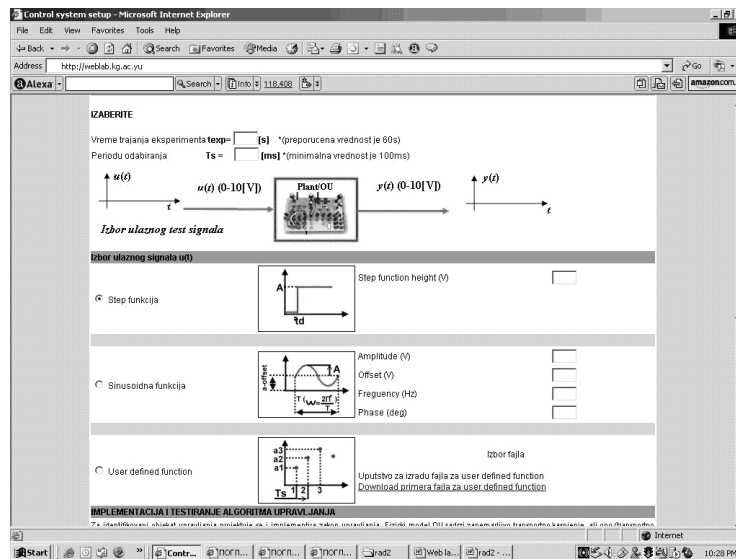 Control system setup - Microsoft Internet Explorer
File Edit View Favorites Tools Help
Back Search Favorites Media
Address http://weblab.kg.ac.yu Go
Alexa Search Info 118,408 amazon.com
IZABERITE
Vreme trajanja eksperimenta texp= [s] *(preporucena vrednost je 60s)
Periodu odabiranja Ts = [ms] *(minimalna vrednost je 100ms)
u(t) u(t) (0-10[V]) Plant/OU y(t) (0-10[V]) y(t)
t t
Izbor ulaznog test signala
Izbor ulaznog signala u(t)
Step funkcija
A
td
Step function height (V)
Sinusoidna funkcija
a-offset
A
T
Amplitude (V)
Offset (V)
Freguency (Hz)
Phase (deg)
User defined function
a3
a2
a1
Ts 1 2 3
Izbor fajla
Uputstvo za izradu fajla za user defined function
Download primera fajla za user defined function
IMPLEMENTACIJA I TESTIRANJE ALGORITMA UPRAVLJANJA
Internet
Start Contr... rad2 Web la... rad2 - ... 10:28 PM